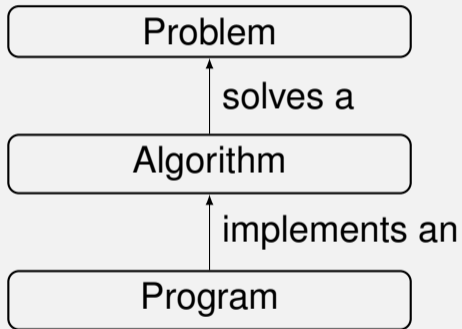 Problem
solves a
Algorithm
implements an
Program